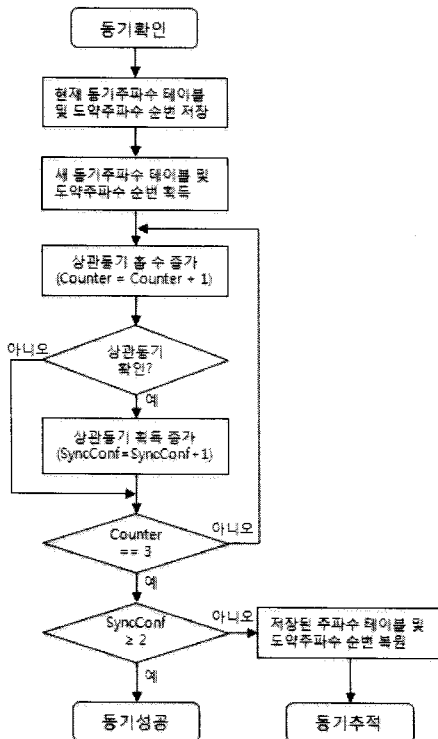 동기확인
현재 동기주파수 테이블
및 도약주파수 순번 저장
새 동기주파수 테이블 및
도약주파수 순번 획득
상관동기 홉 수 증가
(Counter = Counter + 1)
아니오
상관동기
확인?
예
상관동기 획득 증가
(SyncConf=SyncConf+1)
Counter
== 3
아니오
예
SyncConf
≥ 2
아니오
저장된 주파수 테이블 및
도약주파수 순번 복원
예
동기성공
동기추적